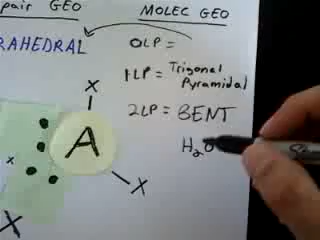 pair GEO MOLEC GEO
RAHEDRAL 0LP =
1LP = Trigonal
Pyramidal
2LP = BENT
H2O
X
A
x
X
X